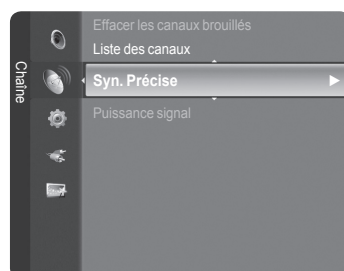 Chaîne
Effacer les canaux brouillés
Liste des canaux
Syn. Précise
Puissance signal